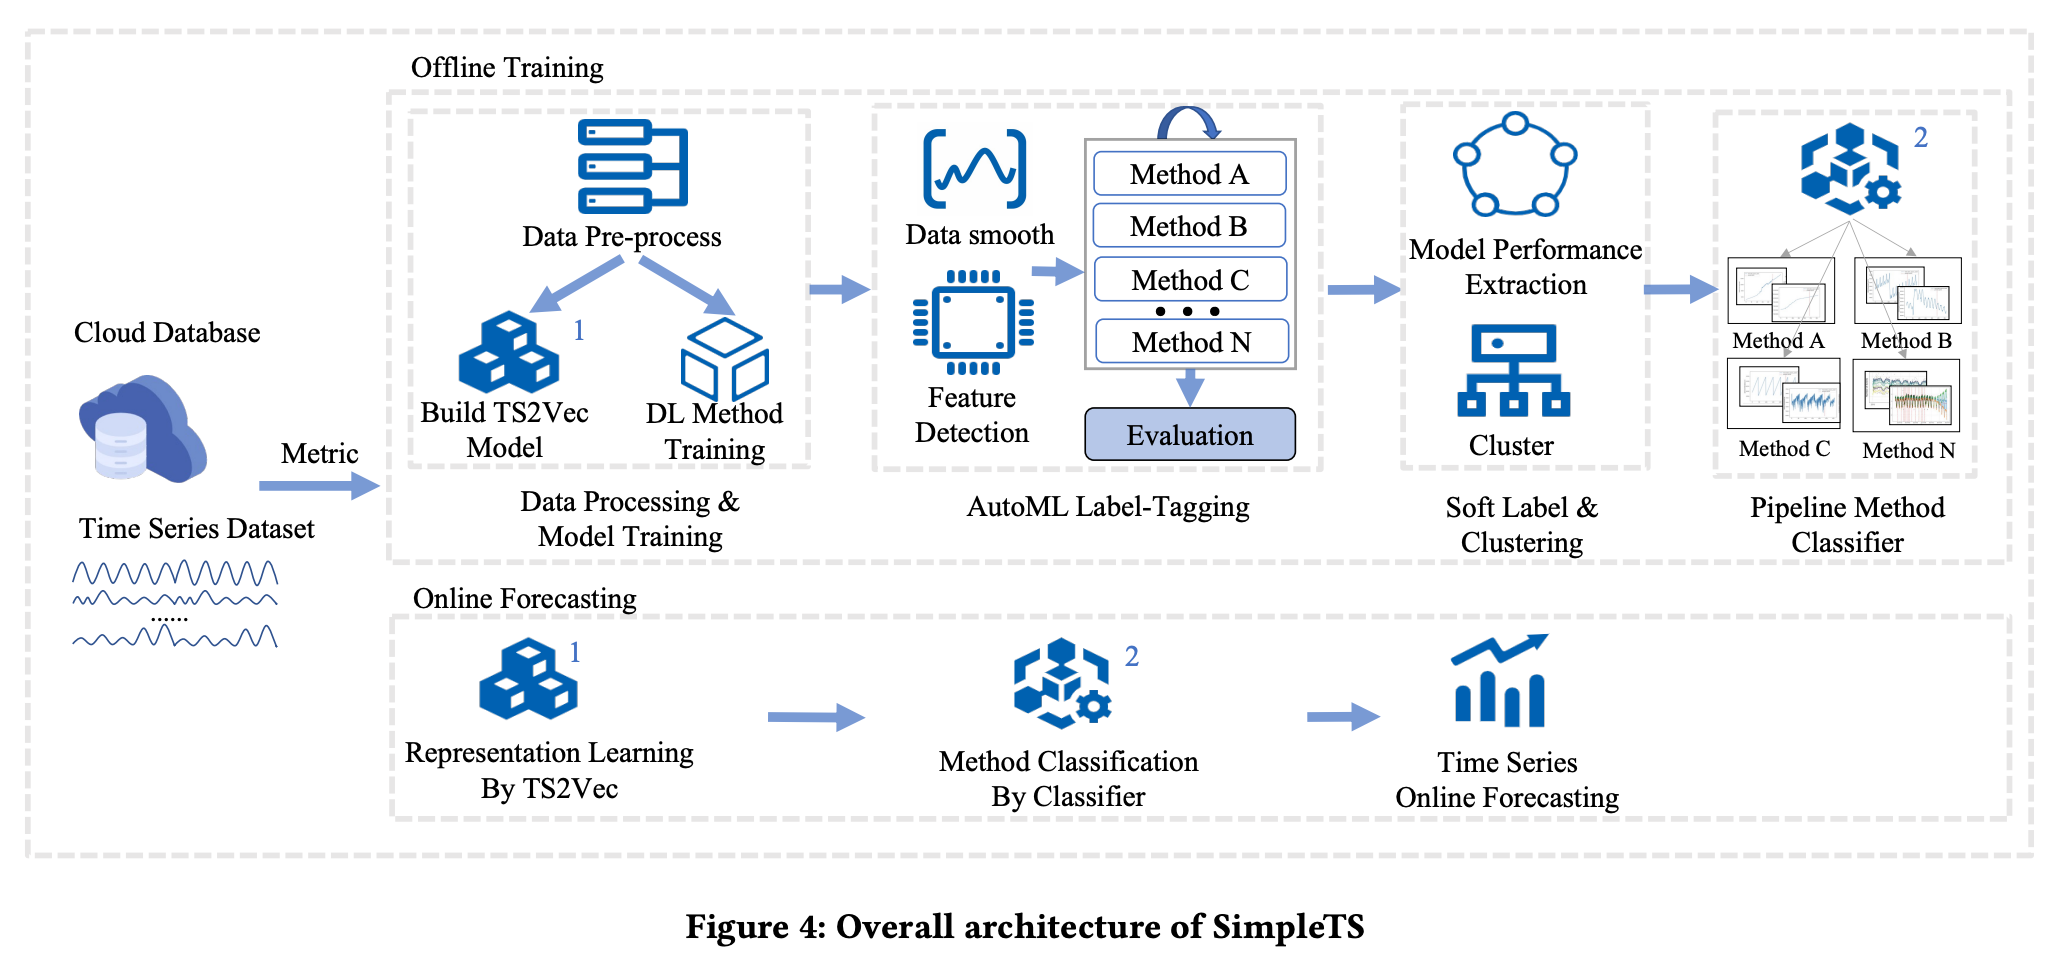 Offline Training
Data Pre-process
1
Build TS2Vec
Model
DL Method
Training
Data Processing &
Model Training
Data smooth
Feature
Detection
Method A
Method B
Method C
• • •
Method N
Evaluation
AutoML Label-Tagging
Model Performance
Extraction
Cluster
Soft Label &
Clustering
2
Method A
Method B
Method C
Method N
Pipeline Method
Classifier
Cloud Database
Metric
Time Series Dataset
......
Online Forecasting
1
Representation Learning
By TS2Vec
2
Method Classification
By Classifier
Time Series
Online Forecasting
Figure 4: Overall architecture of SimpleTS